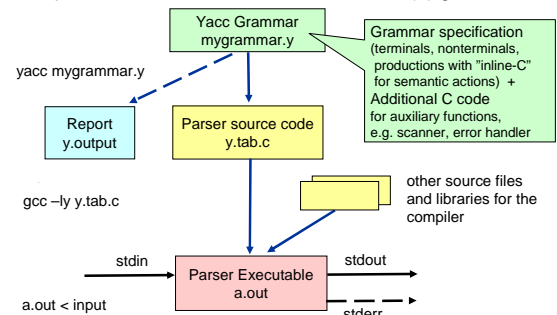 Yacc Grammar
mygrammar.y
Grammar specification
(terminals, nonterminals,
productions with ”inline-C”
for semantic actions) +
Additional C code
for auxiliary functions,
e.g. scanner, error handler
yacc mygrammar.y
Report
y.output
Parser source code
y.tab.c
other source files
and libraries for the
compiler
gcc –ly y.tab.c
stdin
Parser Executable
a.out
stdout
a.out < input
stderr